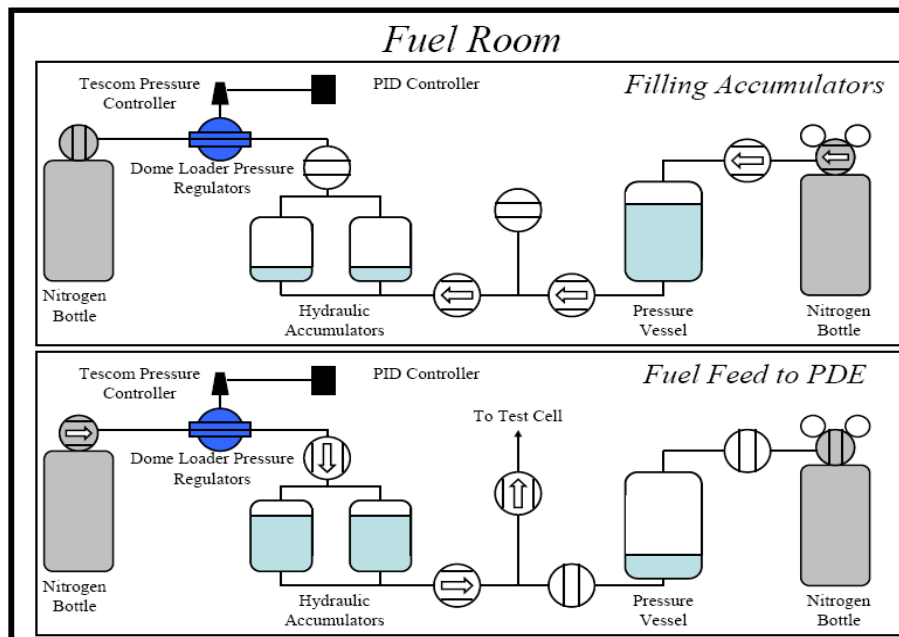 Fuel Room
Tescom Pressure
Controller
PID Controller
Filling Accumulators
Dome Loader Pressure
Regulators
Nitrogen
Bottle
Hydraulic
Accumulators
Pressure
Vessel
Nitrogen
Bottle
Tescom Pressure
Controller
PID Controller
Fuel Feed to PDE
To Test Cell
Dome Loader Pressure
Regulators
Nitrogen
Bottle
Hydraulic
Accumulators
Pressure
Vessel
Nitrogen
Bottle